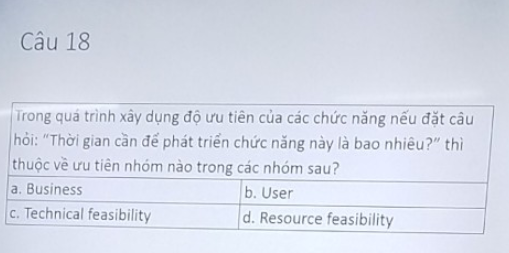 Câu 18
Trong quá trình xây dụng độ ưu tiên của các chức năng nếu đặt câu
hỏi: "Thời gian cần để phát triển chức năng này là bao nhiêu?" thì
thuộc về ưu tiên nhóm nào trong các nhóm sau?
a. Business
b. User
c. Technical feasibility
d. Resource feasibility